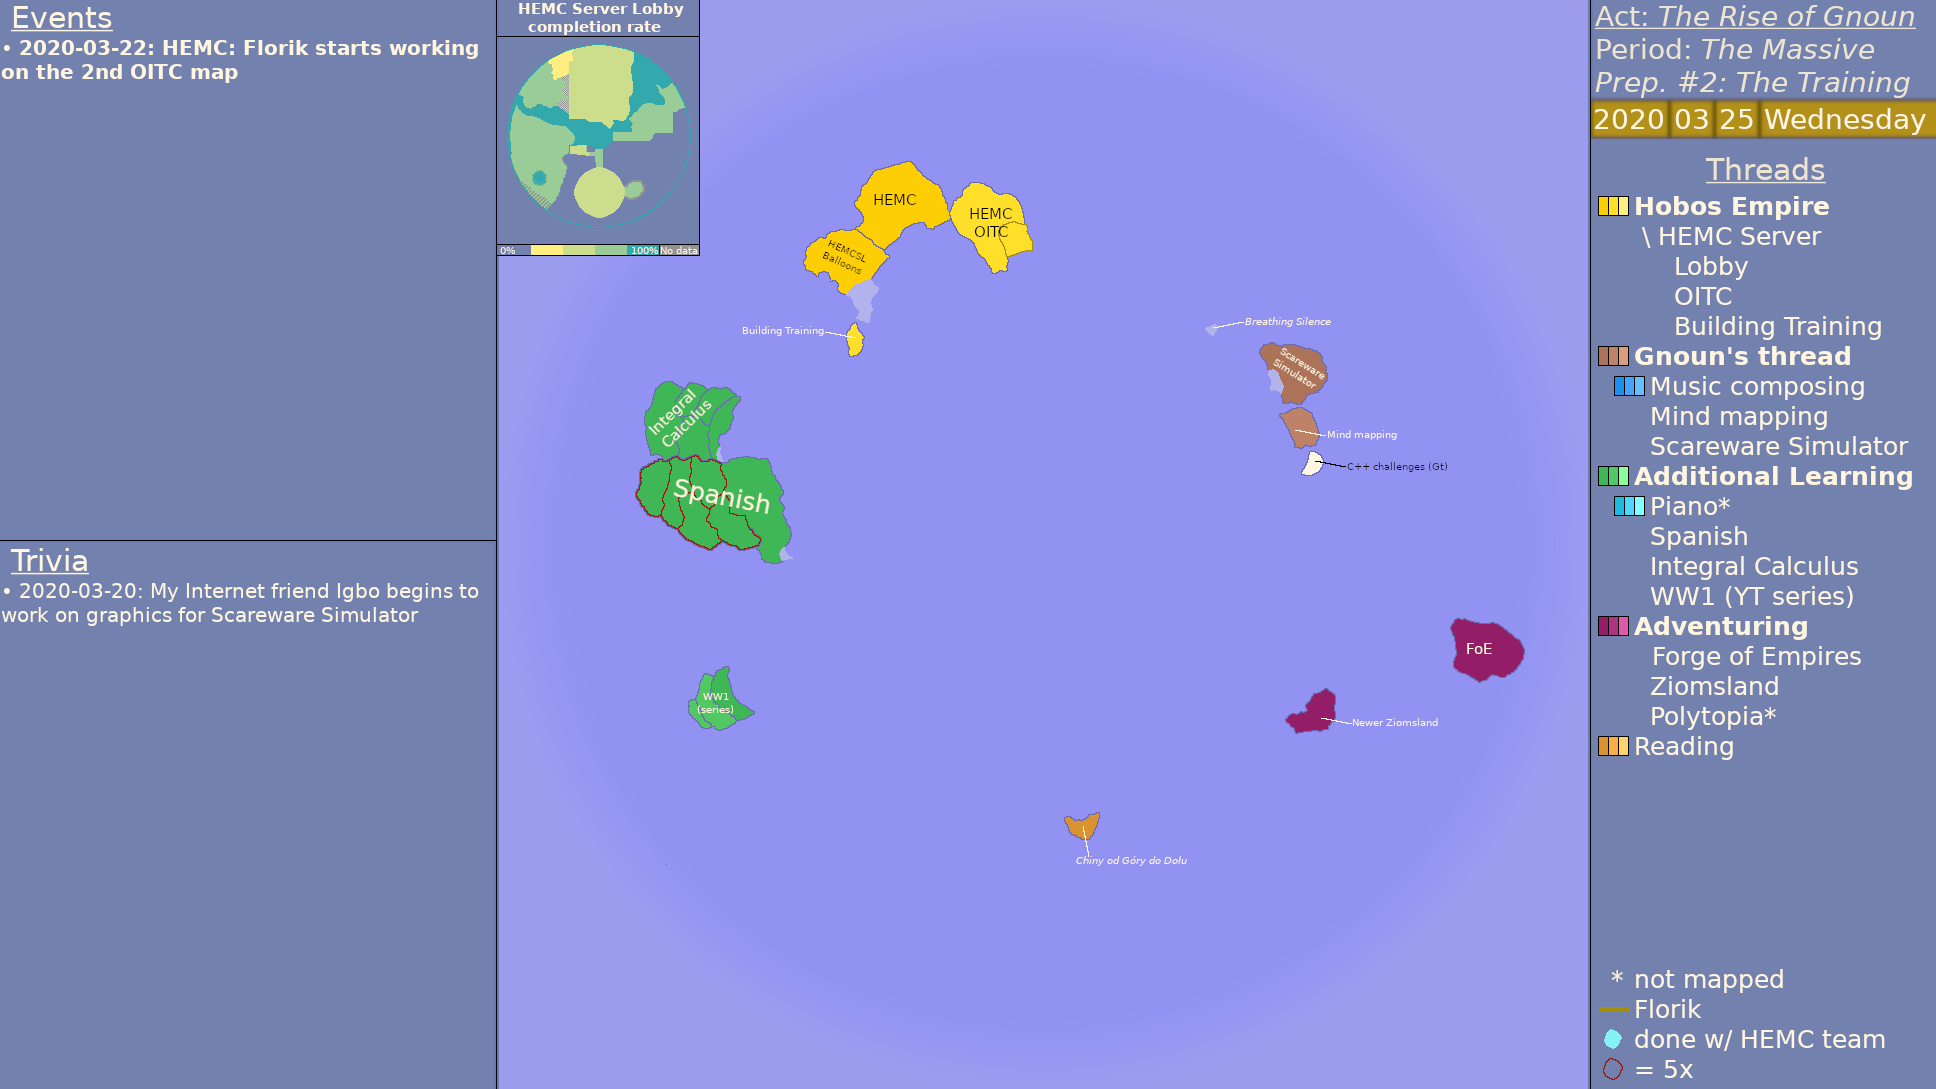 Events
• 2020-03-22: HEMC: Florik starts working
on the 2nd OITC map
Trivia
• 2020-03-20: My Internet friend Igbo begins to
work on graphics for Scareware Simulator
HEMC Server Lobby
completion rate
0%
100%
No data
HEMC
HEMC
OITC
HEMCSL
Balloons
Building Training
Breathing Silence
Scareware
Simulator
Mind mapping
C++ challenges (Gt)
Integral
Calculus
Spanish
WW1
(series)
FoE
Newer Ziomsland
Chiny od Góry do Dołu
Act: The Rise of Gnoun
Period: The Massive
Prep. #2: The Training
2020 03 25 Wednesday
Threads
Hobos Empire
\ HEMC Server
Lobby
OITC
Building Training
Gnoun's thread
Music composing
Mind mapping
Scareware Simulator
Additional Learning
Piano*
Spanish
Integral Calculus
WW1 (YT series)
Adventuring
Forge of Empires
Ziomsland
Polytopia*
Reading
* not mapped
Florik
done w/ HEMC team
= 5x